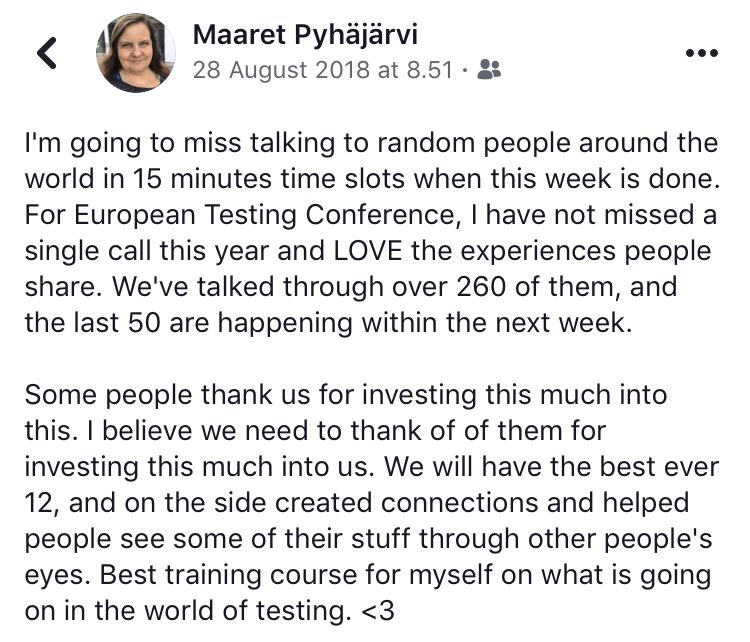 Maaret Pyhäjärvi
28 August 2018 at 8.51 ·
I'm going to miss talking to random people around the
world in 15 minutes time slots when this week is done.
For European Testing Conference, I have not missed a
single call this year and LOVE the experiences people
share. We've talked through over 260 of them, and
the last 50 are happening within the next week.
Some people thank us for investing this much into
this. I believe we need to thank of of them for
investing this much into us. We will have the best ever
12, and on the side created connections and helped
people see some of their stuff through other people's
eyes. Best training course for myself on what is going
on in the world of testing. <3